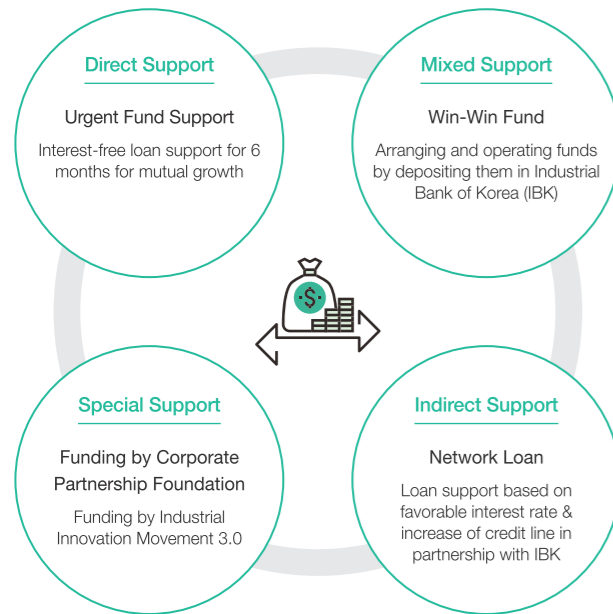 Direct Support
Urgent Fund Support
Interest-free loan support for 6
months for mutual growth
Mixed Support
Win-Win Fund
Arranging and operating funds
by depositing them in Industrial
Bank of Korea (IBK)
$
Special Support
Funding by Corporate
Partnership Foundation
Funding by Industrial
Innovation Movement 3.0
Indirect Support
Network Loan
Loan support based on
favorable interest rate &
increase of credit line in
partnership with IBK